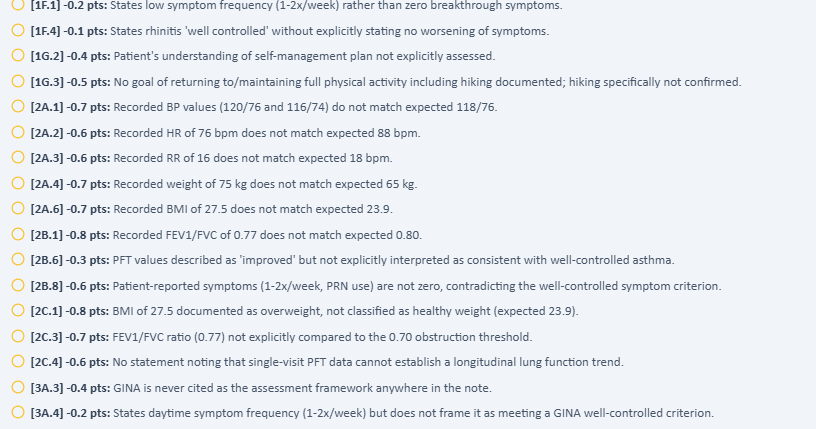 [1F.1] -0.2 pts: States low symptom frequency (1-2x/week) rather than zero breakthrough symptoms.
[1F.4] -0.1 pts: States rhinitis 'well controlled' without explicitly stating no worsening of symptoms.
[1G.2] -0.4 pts: Patient's understanding of self-management plan not explicitly assessed.
[1G.3] -0.5 pts: No goal of returning to/maintaining full physical activity including hiking documented; hiking specifically not confirmed.
[2A.1] -0.7 pts: Recorded BP values (120/76 and 116/74) do not match expected 118/76.
[2A.2] -0.6 pts: Recorded HR of 76 bpm does not match expected 88 bpm.
[2A.3] -0.6 pts: Recorded RR of 16 does not match expected 18 bpm.
[2A.4] -0.7 pts: Recorded weight of 75 kg does not match expected 65 kg.
[2A.6] -0.7 pts: Recorded BMI of 27.5 does not match expected 23.9.
[2B.1] -0.8 pts: Recorded FEV1/FVC of 0.77 does not match expected 0.80.
[2B.6] -0.3 pts: PFT values described as 'improved' but not explicitly interpreted as consistent with well-controlled asthma.
[2B.8] -0.6 pts: Patient-reported symptoms (1-2x/week, PRN use) are not zero, contradicting the well-controlled symptom criterion.
[2C.1] -0.8 pts: BMI of 27.5 documented as overweight, not classified as healthy weight (expected 23.9).
[2C.3] -0.7 pts: FEV1/FVC ratio (0.77) not explicitly compared to the 0.70 obstruction threshold.
[2C.4] -0.6 pts: No statement noting that single-visit PFT data cannot establish a longitudinal lung function trend.
[3A.3] -0.4 pts: GINA is never cited as the assessment framework anywhere in the note.
[3A.4] -0.2 pts: States daytime symptom frequency (1-2x/week) but does not frame it as meeting a GINA well-controlled criterion.